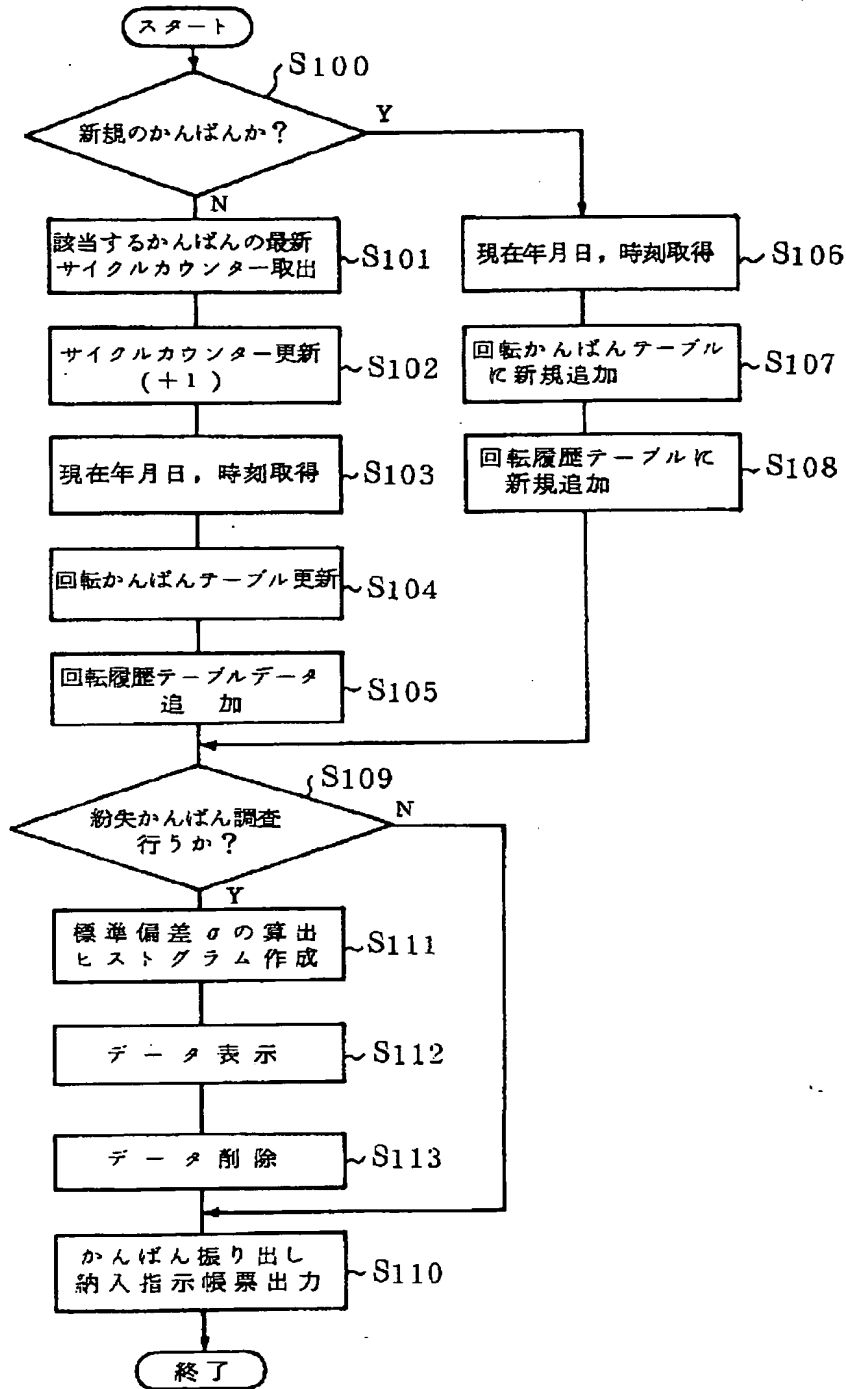 スタート
S100
新規のかんばんか?
Y
N
該当するかんばんの最新
サイクルカウンター取出
S101
サイクルカウンター更新
(+1)
S102
現在年月日,時刻取得
S103
回転かんばんテーブル更新
S104
回転履歴テーブルデータ
追 加
S105
現在年月日,時刻取得
S106
回転かんばんテーブル
に新規追加
S107
回転履歴テーブルに
新規追加
S108
S109
紛失かんばん調査
行うか?
N
Y
標準偏差σの算出
ヒストグラム作成
S111
データ表示
S112
データ削除
S113
かんばん振り出し
納入指示帳票出力
S110
終了